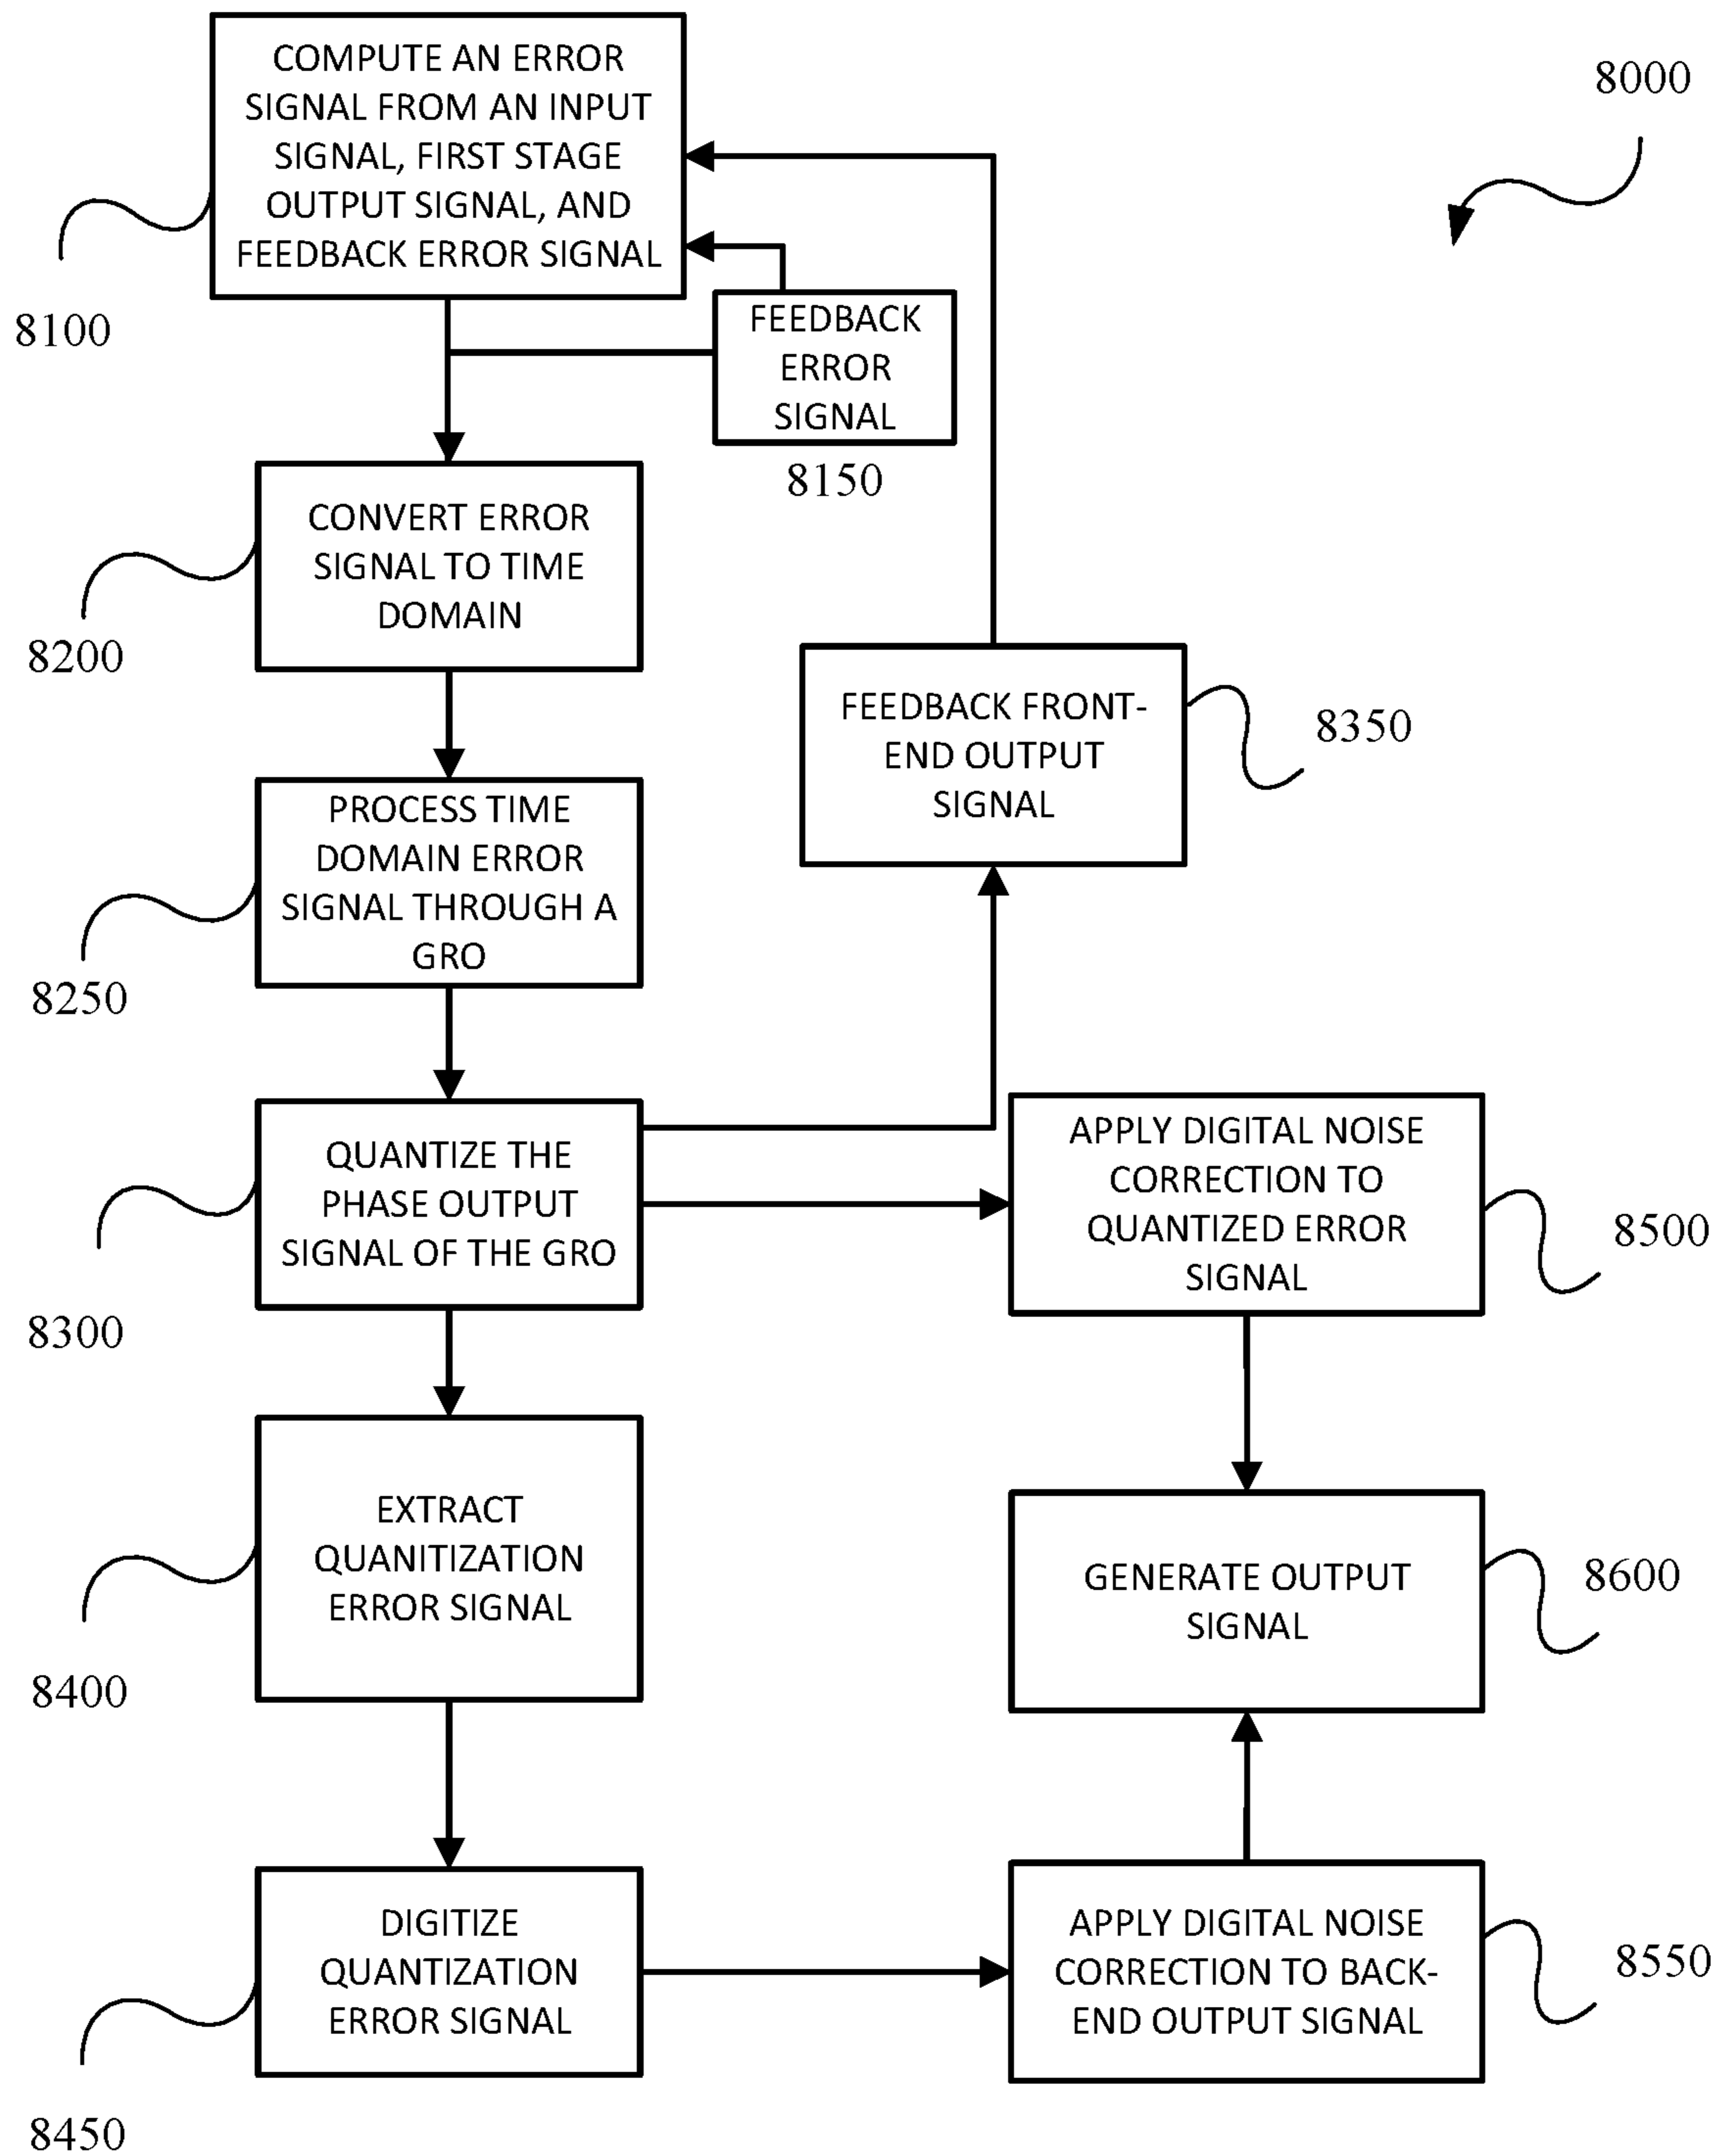 COMPUTE AN ERROR
SIGNAL FROM AN INPUT
SIGNAL, FIRST STAGE
OUTPUT SIGNAL, AND
FEEDBACK ERROR SIGNAL
8000
8100
FEEDBACK
ERROR
SIGNAL
8150
CONVERT ERROR
SIGNAL TO TIME
DOMAIN
8200
FEEDBACK FRONT-
END OUTPUT
SIGNAL
8350
PROCESS TIME
DOMAIN ERROR
SIGNAL THROUGH A
GRO
8250
QUANTIZE THE
PHASE OUTPUT
SIGNAL OF THE GRO
8300
APPLY DIGITAL NOISE
CORRECTION TO
QUANTIZED ERROR
SIGNAL
8500
EXTRACT
QUANITIZATION
ERROR SIGNAL
8400
GENERATE OUTPUT
SIGNAL
8600
DIGITIZE
QUANTIZATION
ERROR SIGNAL
8450
APPLY DIGITAL NOISE
CORRECTION TO BACK-
END OUTPUT SIGNAL
8550